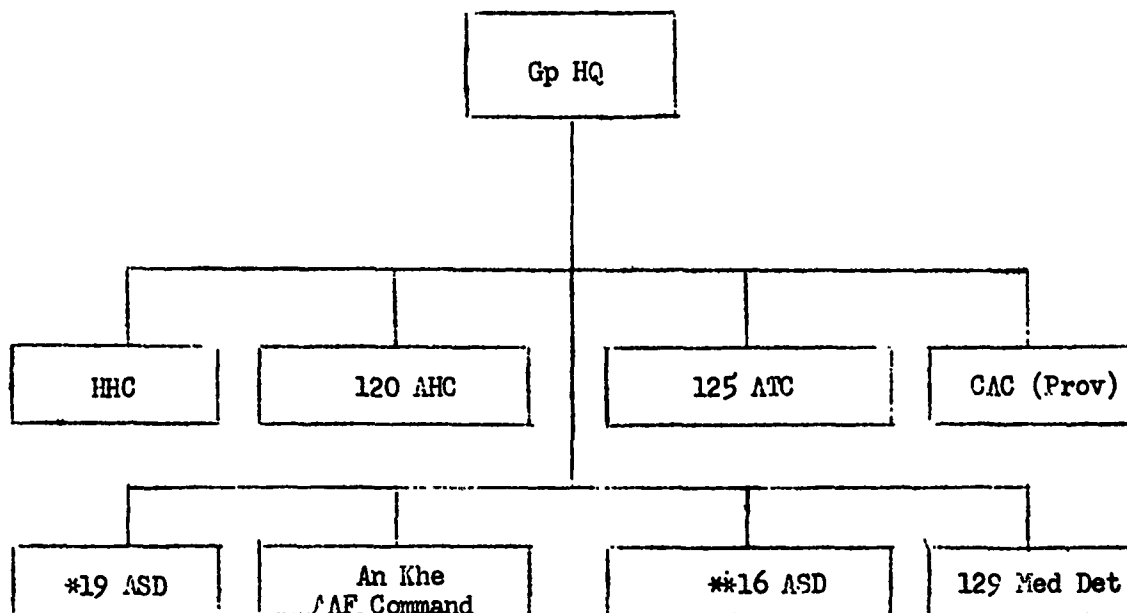 Gp HQ
HHC
120 AHC
125 ATC
CAC (Prov)
*19 ASD
An Khe
AAF Command
**16 ASD
129 Med Det